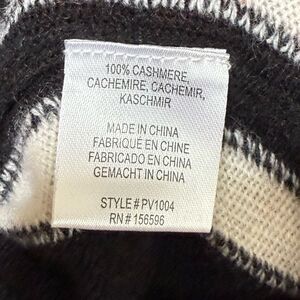 100% CASHMERE,
CACHEMIRE, CACHEMIR,
KASCHMIR
MADE IN CHINA
FABRIQUÉ EN CHINE
FABRICADO EN CHINA
GEMACHT IN CHINA
STYLE# PV1004
RN# 156596